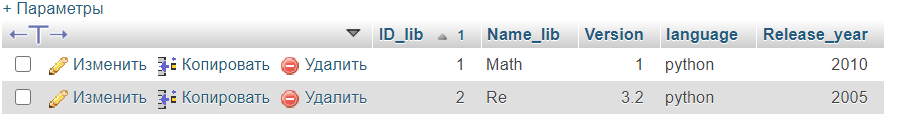 + Параметры
←T→ ▼ ID_lib ▲ 1 Name_lib Version language Release_year
Изменить Копировать Удалить 1 Math 1 python 2010
Изменить Копировать Удалить 2 Re 3.2 python 2005